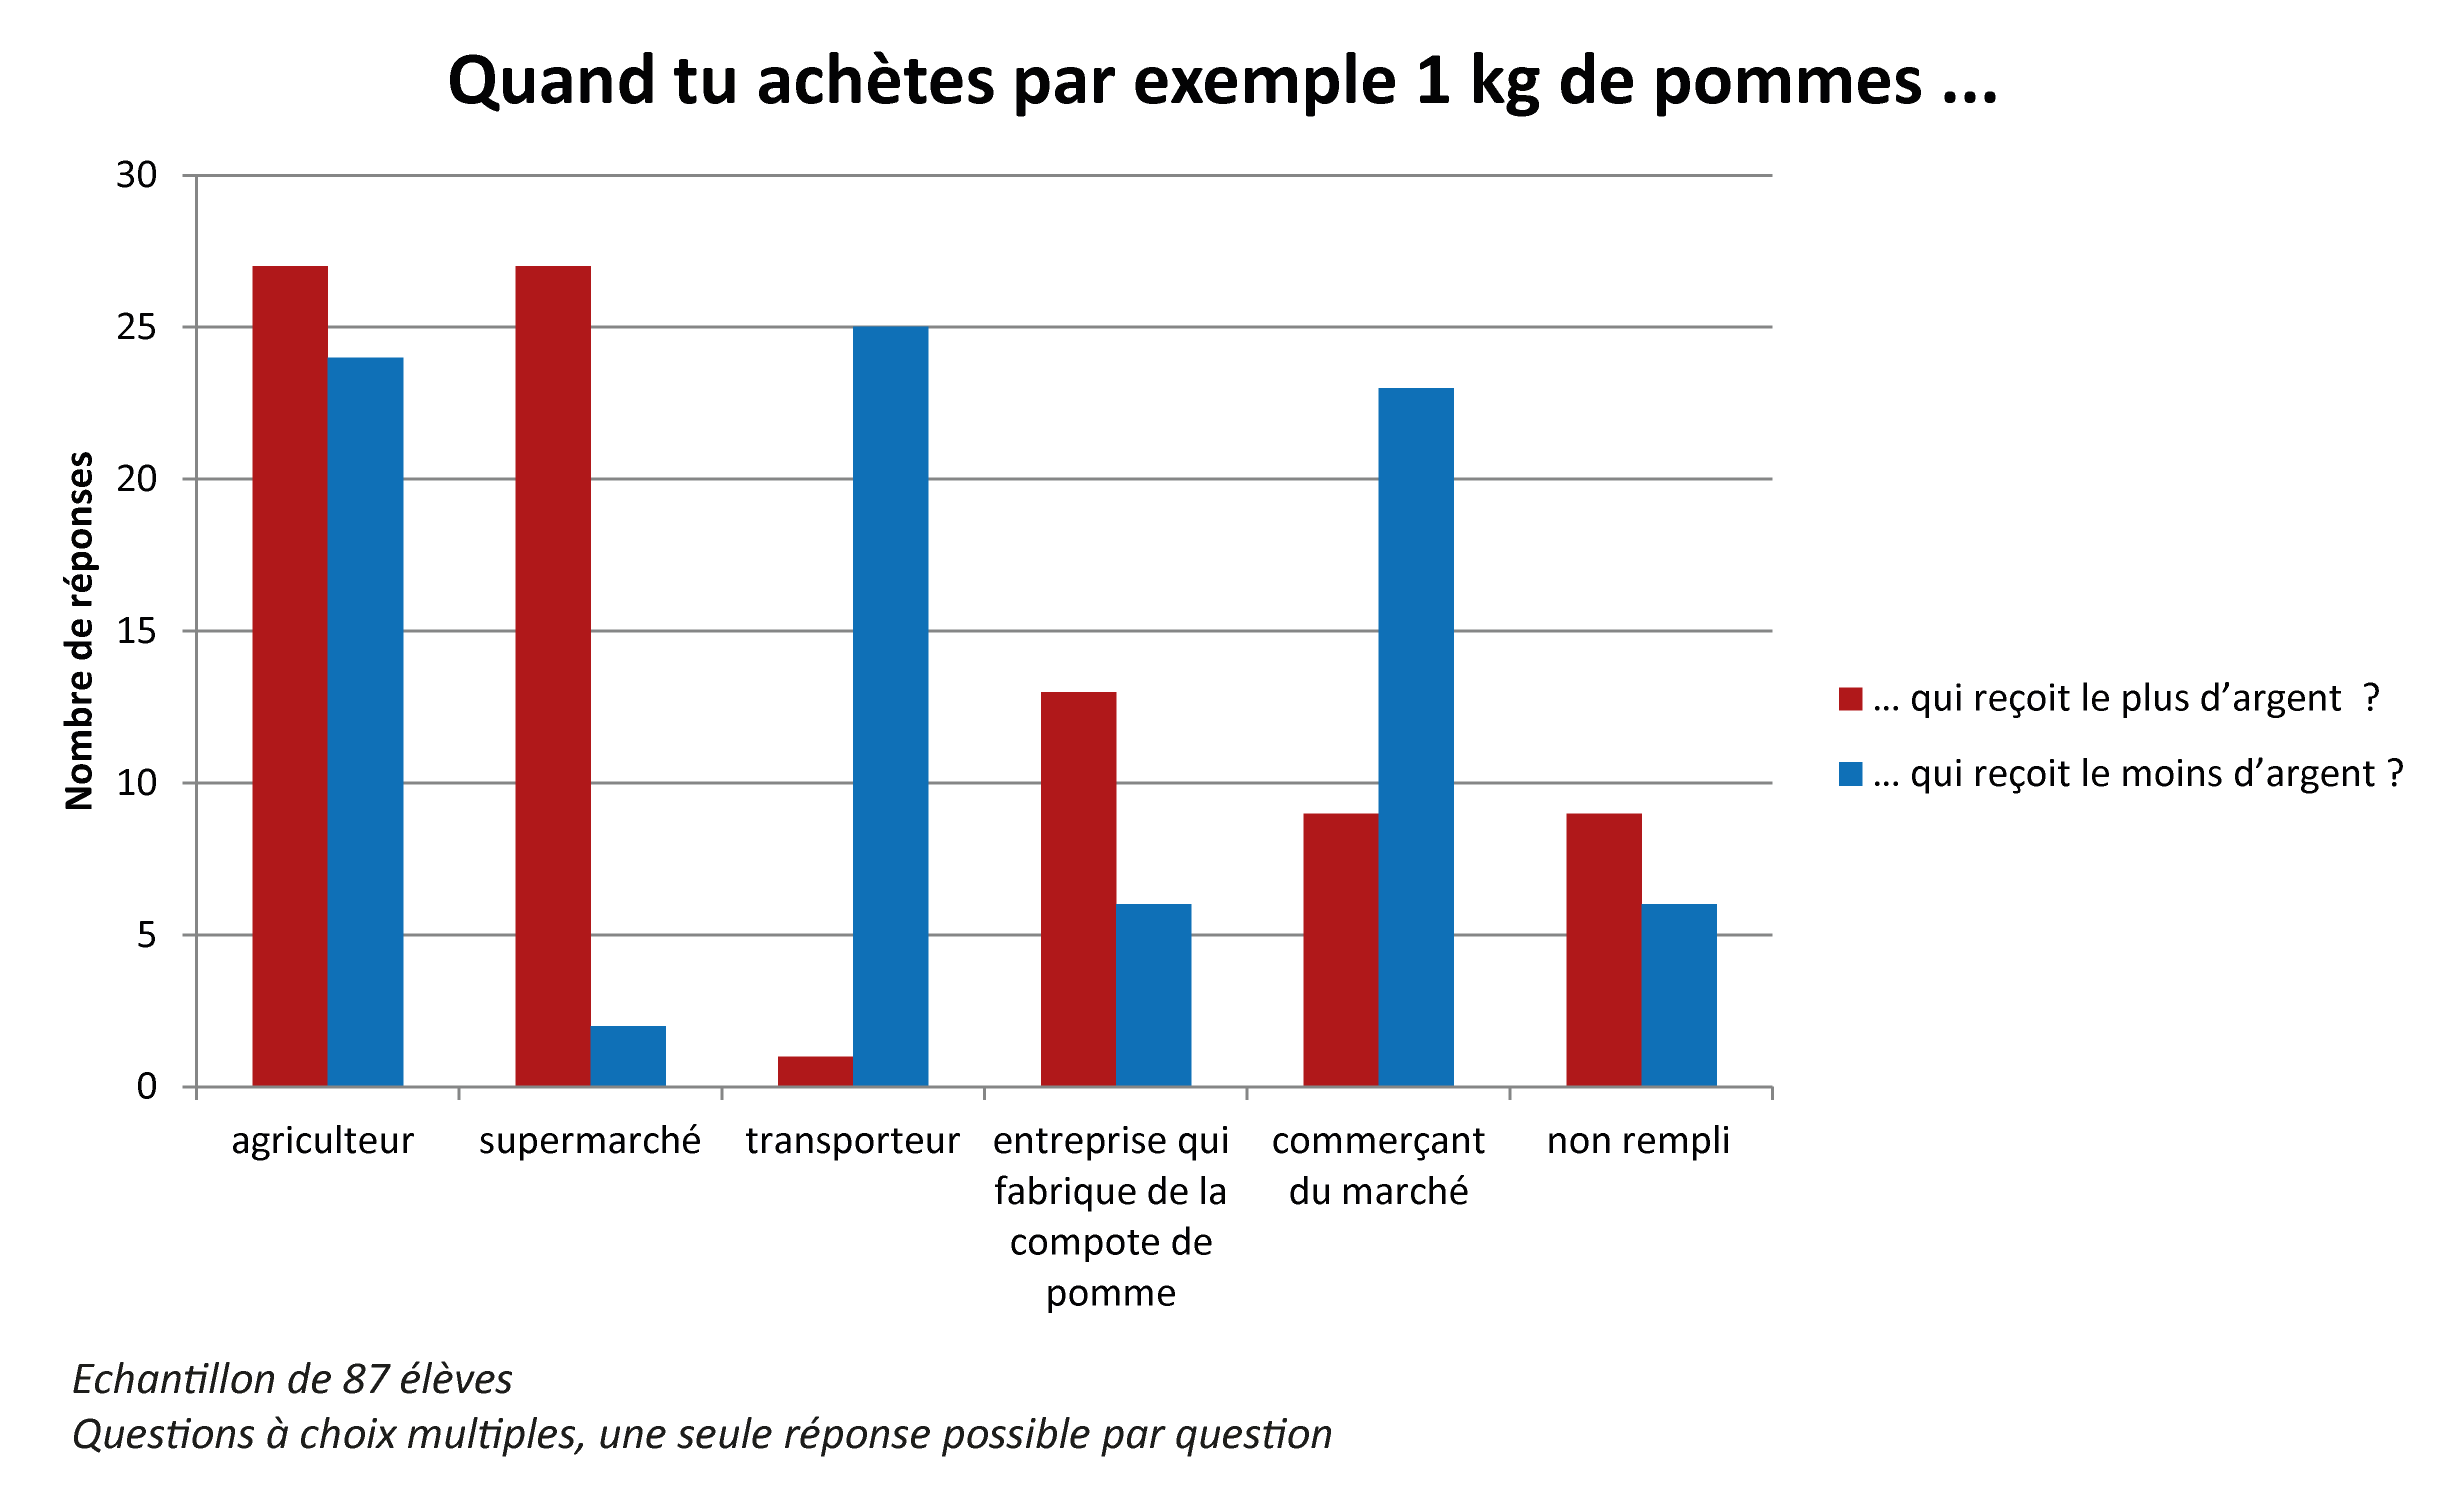 Quand tu achètes par exemple 1 kg de pommes ...
Nombre de réponses
30
25
20
15
10
5
0
agriculteur
supermarché
transporteur
entreprise qui
fabrique de la
compote de
pomme
commerçant
du marché
non rempli
... qui reçoit le plus d’argent  ?
... qui reçoit le moins d’argent ?
Echantillon de 87 élèves
Questions à choix multiples, une seule réponse possible par question